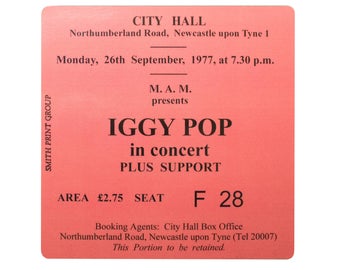 CITY HALL
Northumberland Road, Newcastle upon Tyne 1
Monday, 26th September, 1977, at 7.30 p.m.
M. A. M.
presents
IGGY POP
in concert
PLUS SUPPORT
AREA £2.75 SEAT F 28
Booking Agents: City Hall Box Office
Northumberland Road, Newcastle upon Tyne (Tel 20007)
This Portion to be retained.
SMITH PRINT GROUP